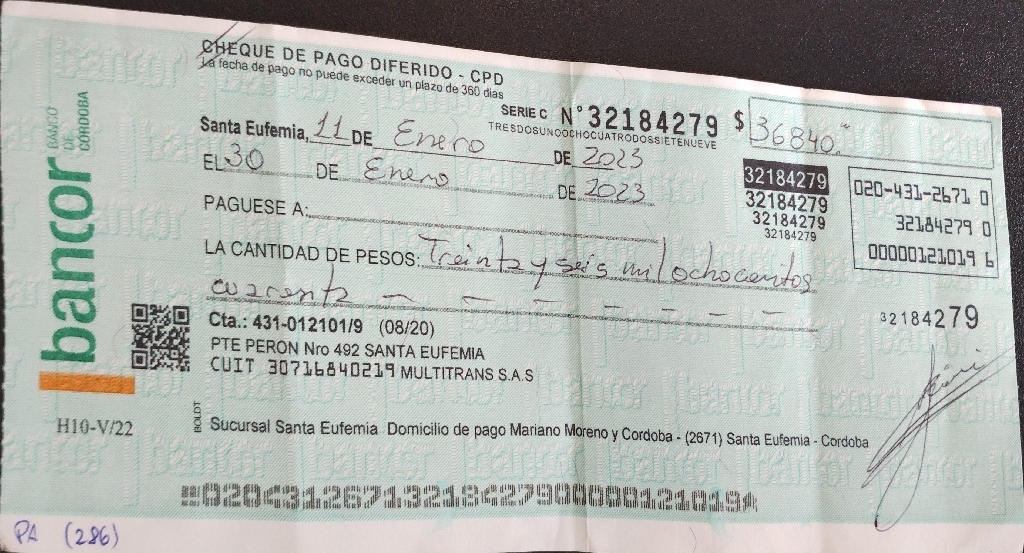 CHEQUE DE PAGO DIFERIDO - CPD
La fecha de pago no puede exceder un plazo de 360 días
SERIE C N° 32184279 $ 36840.-
TRESDOSUNOOCHOCUATRODOSSIETENUEVE
Santa Eufemia, 11 DE Enero DE 2023
EL 30 DE Enero DE 2023
32184279
32184279
32184279
32184279
020-431-2671 0
32184279 0
00000121019 6
PAGUESE A:
LA CANTIDAD DE PESOS: Treinta y seis mil ochocientos
cuarenta - - - - - - -
32184279
Cta.: 431-012101/9 (08/20)
PTE PERON Nro 492 SANTA EUFEMIA
CUIT 30716840219 MULTITRANS S.A.S
bancor
BANCO
DE
CORDOBA
H10-V/22
BOLDT
Sucursal Santa Eufemia Domicilio de pago Mariano Moreno y Cordoba - (2671) Santa Eufemia - Cordoba
PA (286)